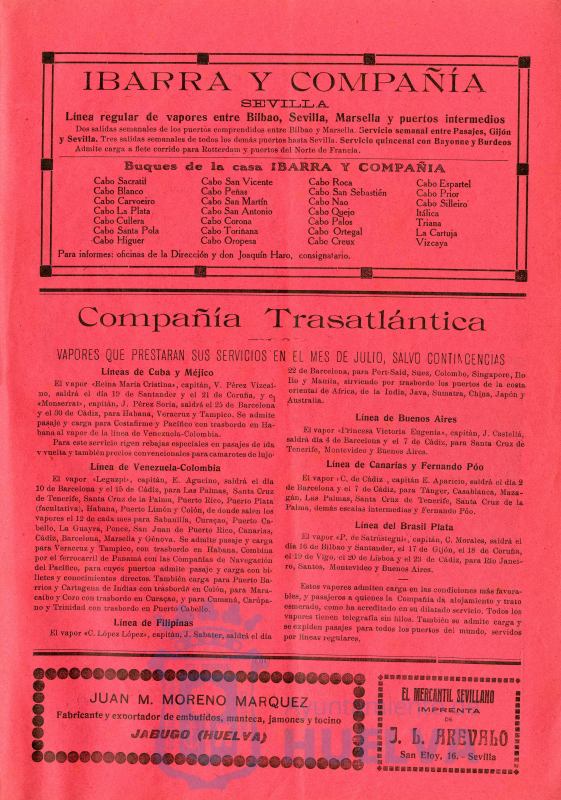 IBARRA Y COMPAÑÍA
SEVILLA
Línea regular de vapores entre Bilbao, Sevilla, Marsella y puertos intermedios
Dos salidas semanales de los puertos comprendidos entre Bilbao y Marsella. Servicio semanal entre Pasajes, Gijón
y Sevilla. Tres salidas semanales de todos los demás puertos hasta Sevilla. Servicio quincenal con Bayonne y Burdeos
Admite carga a flete corrido para Rotterdam y puertos del Norte de Francia.
Buques de la casa IBARRA Y COMPAÑIA
Cabo Sacratil
Cabo Blanco
Cabo Carvoeiro
Cabo La Plata
Cabo Cullera
Cabo Santa Pola
Cabo Higuer
Cabo San Vicente
Cabo Peñas
Cabo San Martín
Cabo San Antonio
Cabo Corona
Cabo Toriñana
Cabo Oropesa
Cabo Roca
Cabo San Sebastién
Cabo Nao
Cabo Quejo
Cabo Palos
Cabo Ortegal
Cabo Creux
Cabo Espartel
Cabo Prior
Cabo Silleiro
Itálica
Triana
La Cartuja
Vizcaya
Para informes: oficinas de la Dirección y don Joaquín Haro, consignatario.
Compañía Trasatlántica
VAPORES QUE PRESTARAN SUS SERVICIOS EN EL MES DE JULIO, SALVO CONTINCENCIAS
Líneas de Cuba y Méjico
El vapor «Reina María Cristina», capitán, V. Pérez Vizcaí-
no, saldrá el 19 de Santander y el 21 de Coruña, y el
«Monserrat», capitán, J. Pérez Soria, saldrá el 25 de Barcelona
y el 30 de Cádiz, para Habana, Veracruz y Tampico. Se admite
pasaje y carga para Costafirme y Pacífico con trasbordo en Ha-
bana al vapor de la línea de Venezuela-Colombia.
Para este servicio rigen rebajas especiales en pasajes de ida
y vuelta y también precios convencionales para camarotes de lujo
Línea de Venezuela-Colombia
El vapor «Legazpi», capitán, E. Agucino, saldrá el día
10 de Barcelona y el 15 de Cádiz, para Las Palmas, Santa Cruz
de Tenerife, Santa Cruz de la Palma, Puerto Rico, Puerto Plata
(facultativa), Habana, Puerto Limón y Colón, de donde salen los
vapores el 12 de cada mes para Sabanilla, Curaçao, Puerto Ca-
bello, La Guayra, Ponce, San Juan de Puerto Rico, Canarias,
Cádiz, Barcelona, Marsella y Génova. Se admite pasaje y carga
para Veracruz y Tampico, con trasbordo en Habana. Combina
por el ferrocarril de Panamá con las Compañías de Navegación
del Pacífico, para cuyos puertos admite pasaje y carga con bi-
lletes y conocimientos directos. También carga para Puerto Ba-
rrios y Cartagena de Indias con trasbordo en Colón, para Mara-
caibo y Coro con trasbordo en Curaçao, y para Cumaná, Carúpa-
no y Trinidad con trasbordo en Puerto Cabello.
Línea de Filipinas
El vapor «C. López López», capitán, J. Sabater, saldrá el día
22 de Barcelona, para Port-Said, Suez, Colombo, Singapore, Ilo
Ilo y Manila, sirviendo por trasbordo los puertos de la costa
oriental de Africa, de la India, Java, Sumatra, China, Japón y
Australia.
Línea de Buenos Aires
El vapor «Princesa Victoria Eugenia», capitán, J. Castellá,
saldrá día 4 de Barcelona y el 7 de Cádiz, para Santa Cruz de
Tenerife, Montevideo y Buenos Aires.
Línea de Canarias y Fernando Póo
El vapor «C. de Cádiz», capitán E. Aparicio, saldrá el día 2
de Barcelona y el 7 de Cádiz, para Tánger, Casablanca, Maza-
gán, Las Palmas, Santa Cruz de Tenerife, Santa Cruz de la
Palma, demás escalas intermedias y Fernando Póo.
Línea del Brasil Plata
El vapor «P. de Satrústegui», capitán, C. Morales, saldrá el
día 16 de Bilbao y Santander, el 17 de Gijón, el 18 de Coruña,
el 19 de Vigo, el 20 de Lisboa y el 23 de Cádiz, para Río Janei-
ro, Santos, Montevideo y Buenos Aires.
Estos vapores admiten carga en las condiciones más favora-
bles, y pasajeros a quienes la Compañía da alojamiento y trato
esmerado, como ha acreditado en su dilatado servicio. Todos los
vapores tienen telegrafía sin hilos. También se admite carga y
se expiden pasajes para todos los puertos del mundo, servidos
por líneas regulares.
JUAN M. MORENO MARQUEZ
Fabricante y exportador de embutidos, manteca, jamones y tocino
JABUGO (HUELVA)
EL MERCANTIL SEVILLANO
IMPRENTA
DE
J. L. AREVALO
San Eloy, 16. - Sevilla
HUELVA